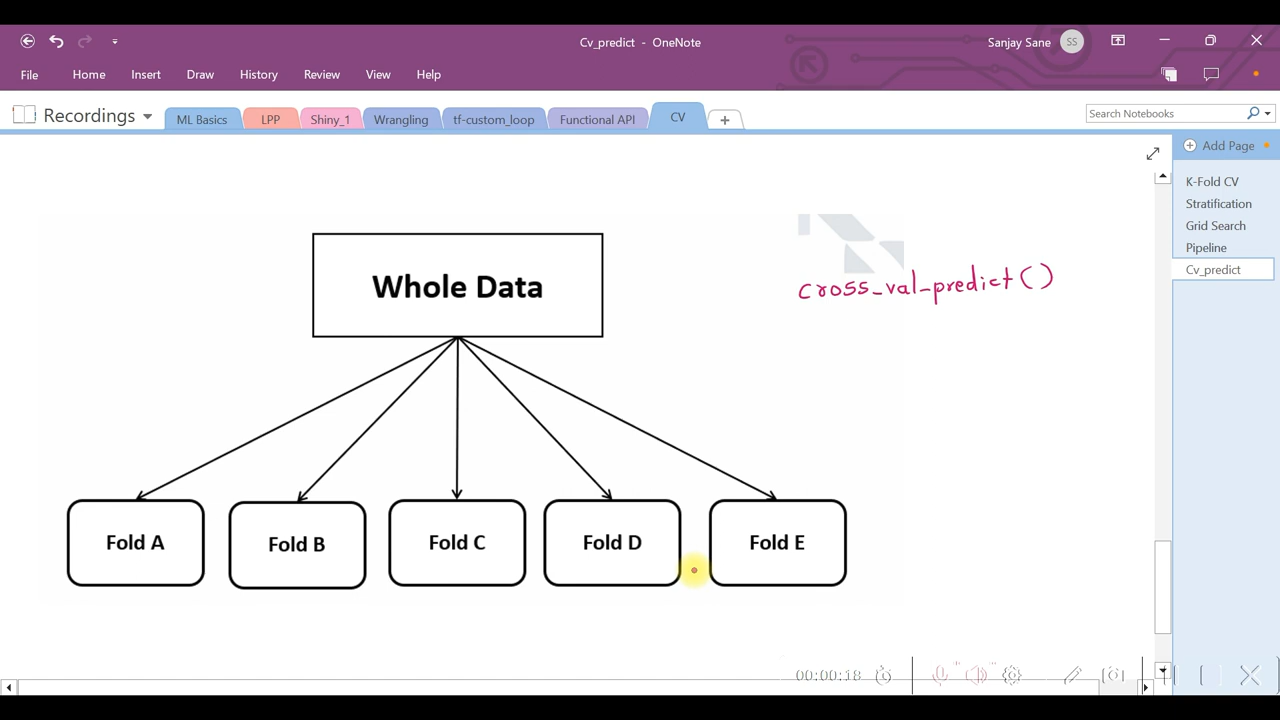 Cv_predict - OneNote
Sanjay Sane
SS
File Home Insert Draw History Review View Help
Recordings
ML Basics LPP Shiny_1 Wrangling tf-custom_loop Functional API CV
Search Notebooks
Add Page
K-Fold CV
Stratification
Grid Search
Pipeline
Cv_predict
Whole Data
cross_val_predict()
Fold A Fold B Fold C Fold D Fold E
00:00:18